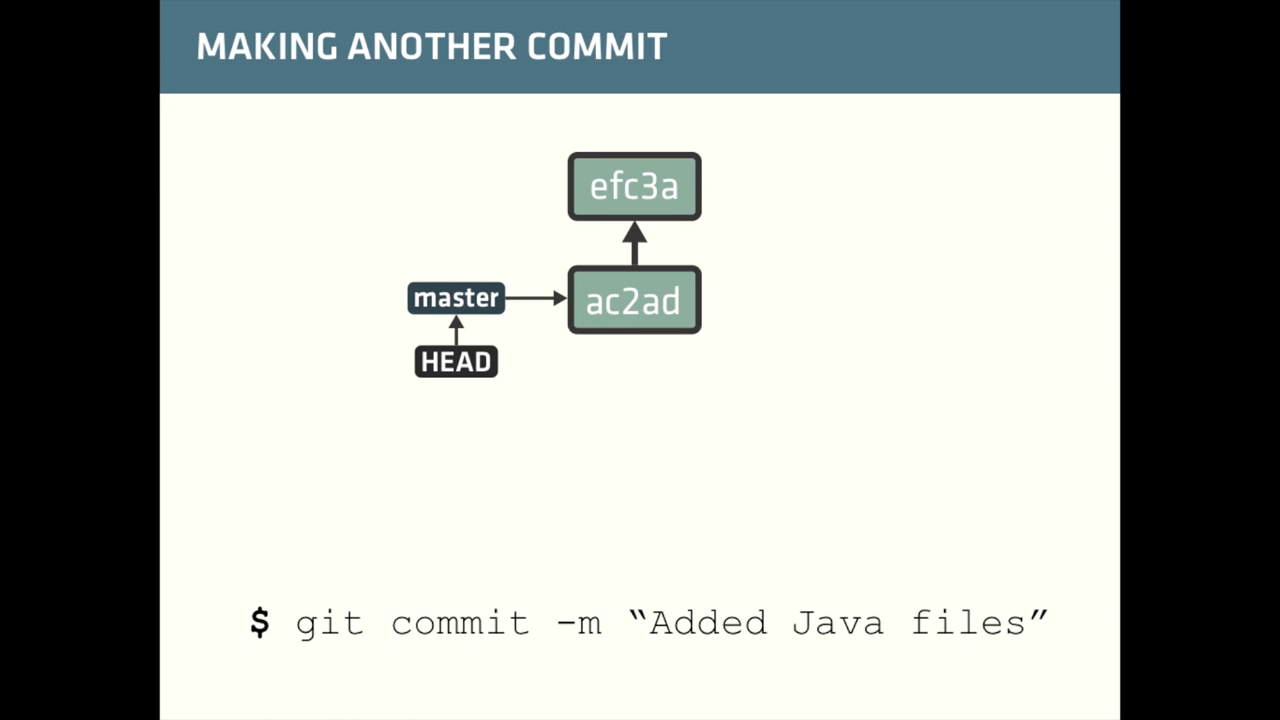 MAKING ANOTHER COMMIT
efc3a
master
ac2ad
HEAD
$ git commit -m “Added Java files”